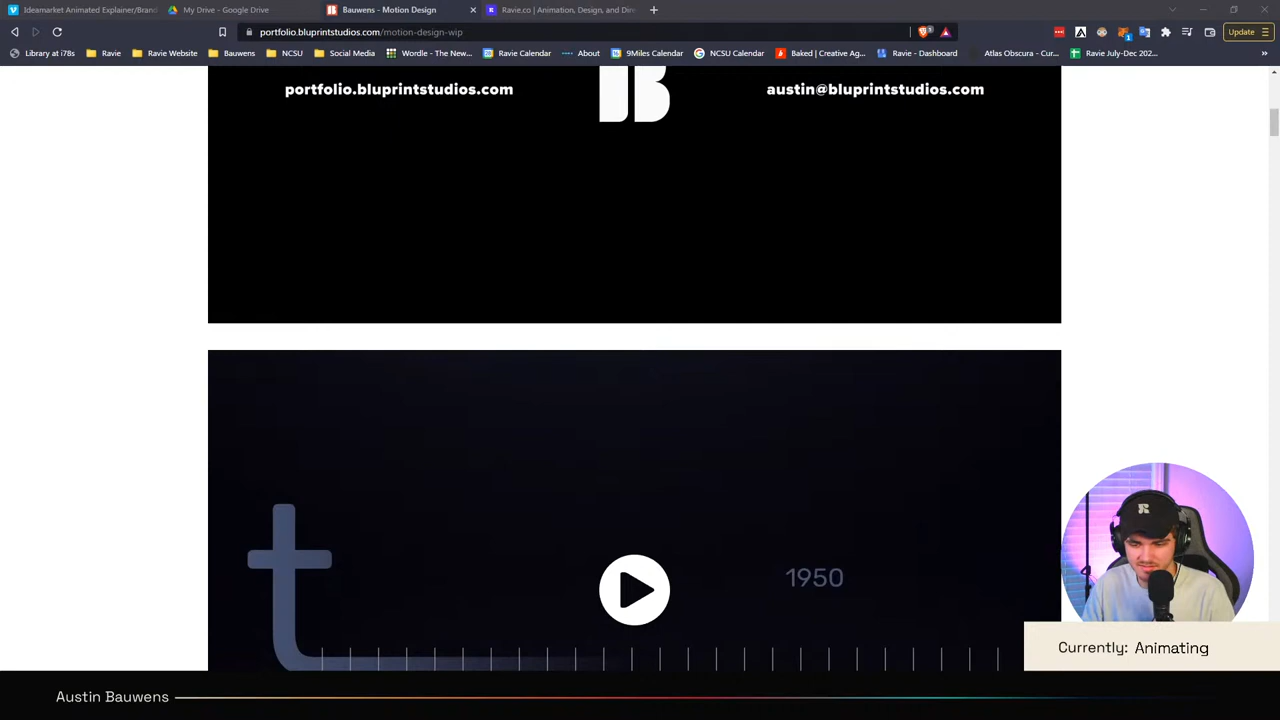 Ideamarket Animated Explainer/Brand
My Drive - Google Drive
Bauwens - Motion Design
Ravie.co | Animation, Design, and Dire
portfolio.bluprintstudios.com/motion-design-wip
Update
Library at i78s
Ravie
Ravie Website
Bauwens
NCSU
Social Media
Wordle - The New...
Ravie Calendar
About
9Miles Calendar
NCSU Calendar
Baked | Creative Ag...
Ravie - Dashboard
Atlas Obscura - Cur...
Ravie July-Dec 202...
portfolio.bluprintstudios.com
B
austin@bluprintstudios.com
t
1950
Currently: Animating
Austin Bauwens